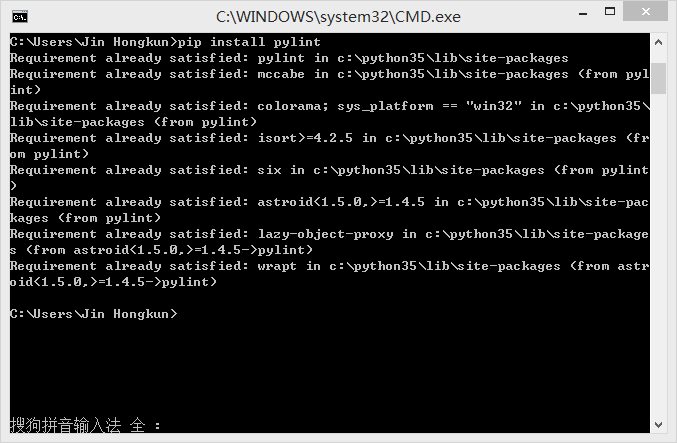 C:\WINDOWS\system32\CMD.exe
C:\Users\Jin Hongkun>pip install pylint
Requirement already satisfied: pylint in c:\python35\lib\site-packages
Requirement already satisfied: mccabe in c:\python35\lib\site-packages (from pyl
int)
Requirement already satisfied: colorama; sys_platform == "win32" in c:\python35\
lib\site-packages (from pylint)
Requirement already satisfied: isort>=4.2.5 in c:\python35\lib\site-packages (fr
om pylint)
Requirement already satisfied: six in c:\python35\lib\site-packages (from pylint
)
Requirement already satisfied: astroid<1.5.0,>=1.4.5 in c:\python35\lib\site-pac
kages (from pylint)
Requirement already satisfied: lazy-object-proxy in c:\python35\lib\site-package
s (from astroid<1.5.0,>=1.4.5->pylint)
Requirement already satisfied: wrapt in c:\python35\lib\site-packages (from astr
oid<1.5.0,>=1.4.5->pylint)
C:\Users\Jin Hongkun>
搜狗拼音输入法 全 :